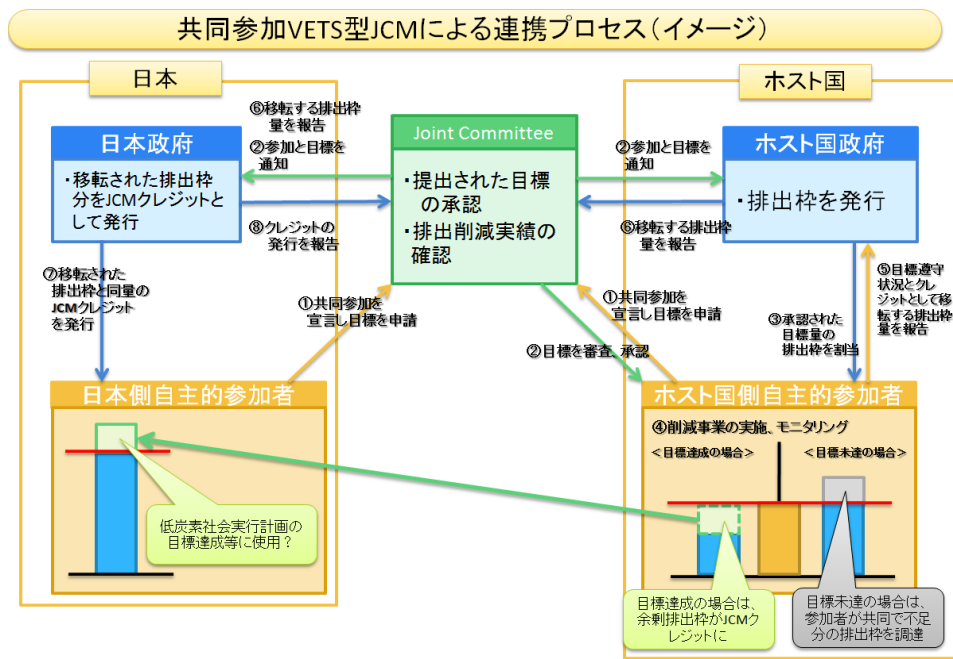 共同参加VETS型JCMによる連携プロセス（イメージ）
日本
ホスト国
日本政府
・移転された排出枠
分をJCMクレジットと
して発行
⑥移転する排出枠
量を報告
②参加と目標を
通知
⑧クレジットの
発行を報告
Joint Committee
・提出された目標
の承認
・排出削減実績の
確認
②参加と目標を
通知
⑥移転する排出枠
量を報告
ホスト国政府
・排出枠を発行
⑦移転された
排出枠と同量の
JCMクレジット
を発行
①共同参加を
宣言し目標を申請
①共同参加を
宣言し目標を申請
②目標を審査、承認
③承認された
目標量の
排出枠を割当
⑤目標遵守
状況とクレ
ジットとして移
転する排出枠
量を報告
日本側自主的参加者
低炭素社会実行計画の
目標達成等に使用？
ホスト国側自主的参加者
④削減事業の実施、モニタリング
＜目標達成の場合＞
＜目標未達の場合＞
目標達成の場合は、
余剰排出枠がJCMク
レジットに
目標未達の場合は、
参加者が共同で不足
分の排出枠を調達